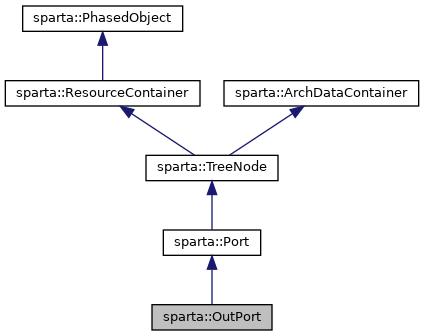 sparta::PhasedObject
sparta::ResourceContainer
sparta::ArchDataContainer
sparta::TreeNode
sparta::Port
sparta::OutPort